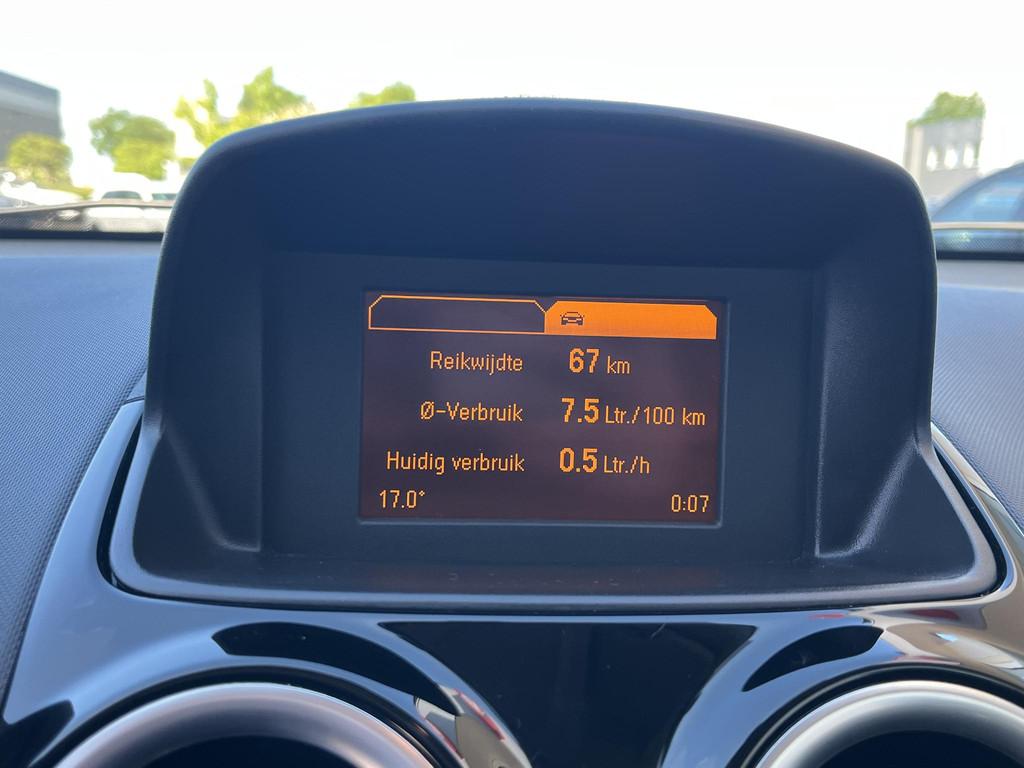 Reikwijdte 67 km
Ø-Verbruik 7.5 Ltr./100 km
Huidig verbruik 0.5 Ltr./h
17.0° 0:07